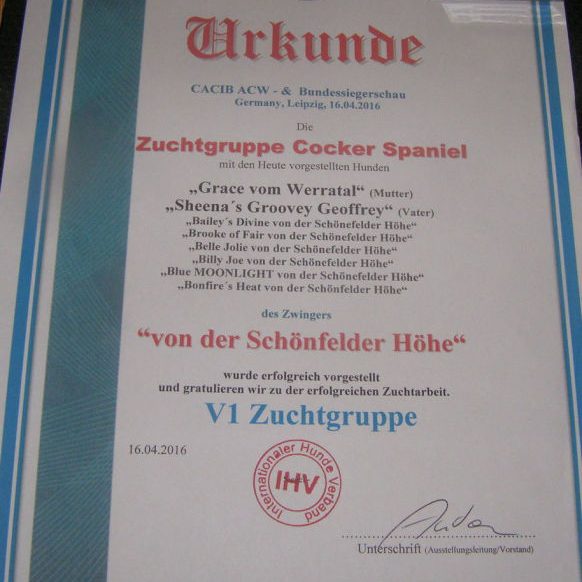 Urkunde
CACIB ACW - & Bundessiegerschau
Germany, Leipzig, 16.04.2016
Die
Zuchtgruppe Cocker Spaniel
mit den Heute vorgestellten Hunden
„Grace vom Werratal“ (Mutter)
„Sheena´s Groovey Geoffrey“ (Vater)
„Bailey´s Divine von der Schönefelder Höhe“
„Brooke of Fair von der Schönefelder Höhe“
„Belle Jolie von der Schönefelder Höhe“
„Billy Joe von der Schönefelder Höhe“
„Blue MOONLIGHT von der Schönefelder Höhe“
„Bonfire´s Heat von der Schönefelder Höhe“
des Zwingers
“von der Schönfelder Höhe“
wurde erfolgreich vorgestellt
und gratulieren wir zu der erfolgreichen Zuchtarbeit.
V1 Zuchtgruppe
16.04.2016
Internationaler Hunde Verband
IHV
Unterschrift (Ausstellungsleitung/Vorstand)